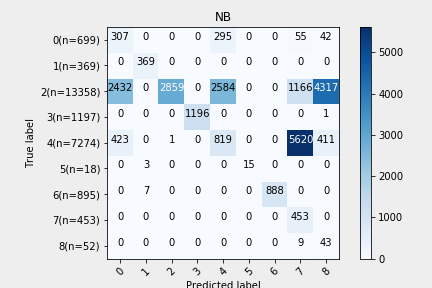 NB
0(n=699) 307 0 0 0 295 0 0 55 42
1(n=369) 0 369 0 0 0 0 0 0 0
2(n=13358) 2432 0 2859 0 2584 0 0 1166 4317
3(n=1197) 0 0 0 1196 0 0 0 0 1
4(n=7274) 423 0 1 0 819 0 0 5620 411
5(n=18) 0 3 0 0 0 15 0 0 0
6(n=895) 0 7 0 0 0 0 888 0 0
7(n=453) 0 0 0 0 0 0 0 453 0
8(n=52) 0 0 0 0 0 0 0 9 43
0 1 2 3 4 5 6 7 8
Predicted label
True label
5000
4000
3000
2000
1000
0